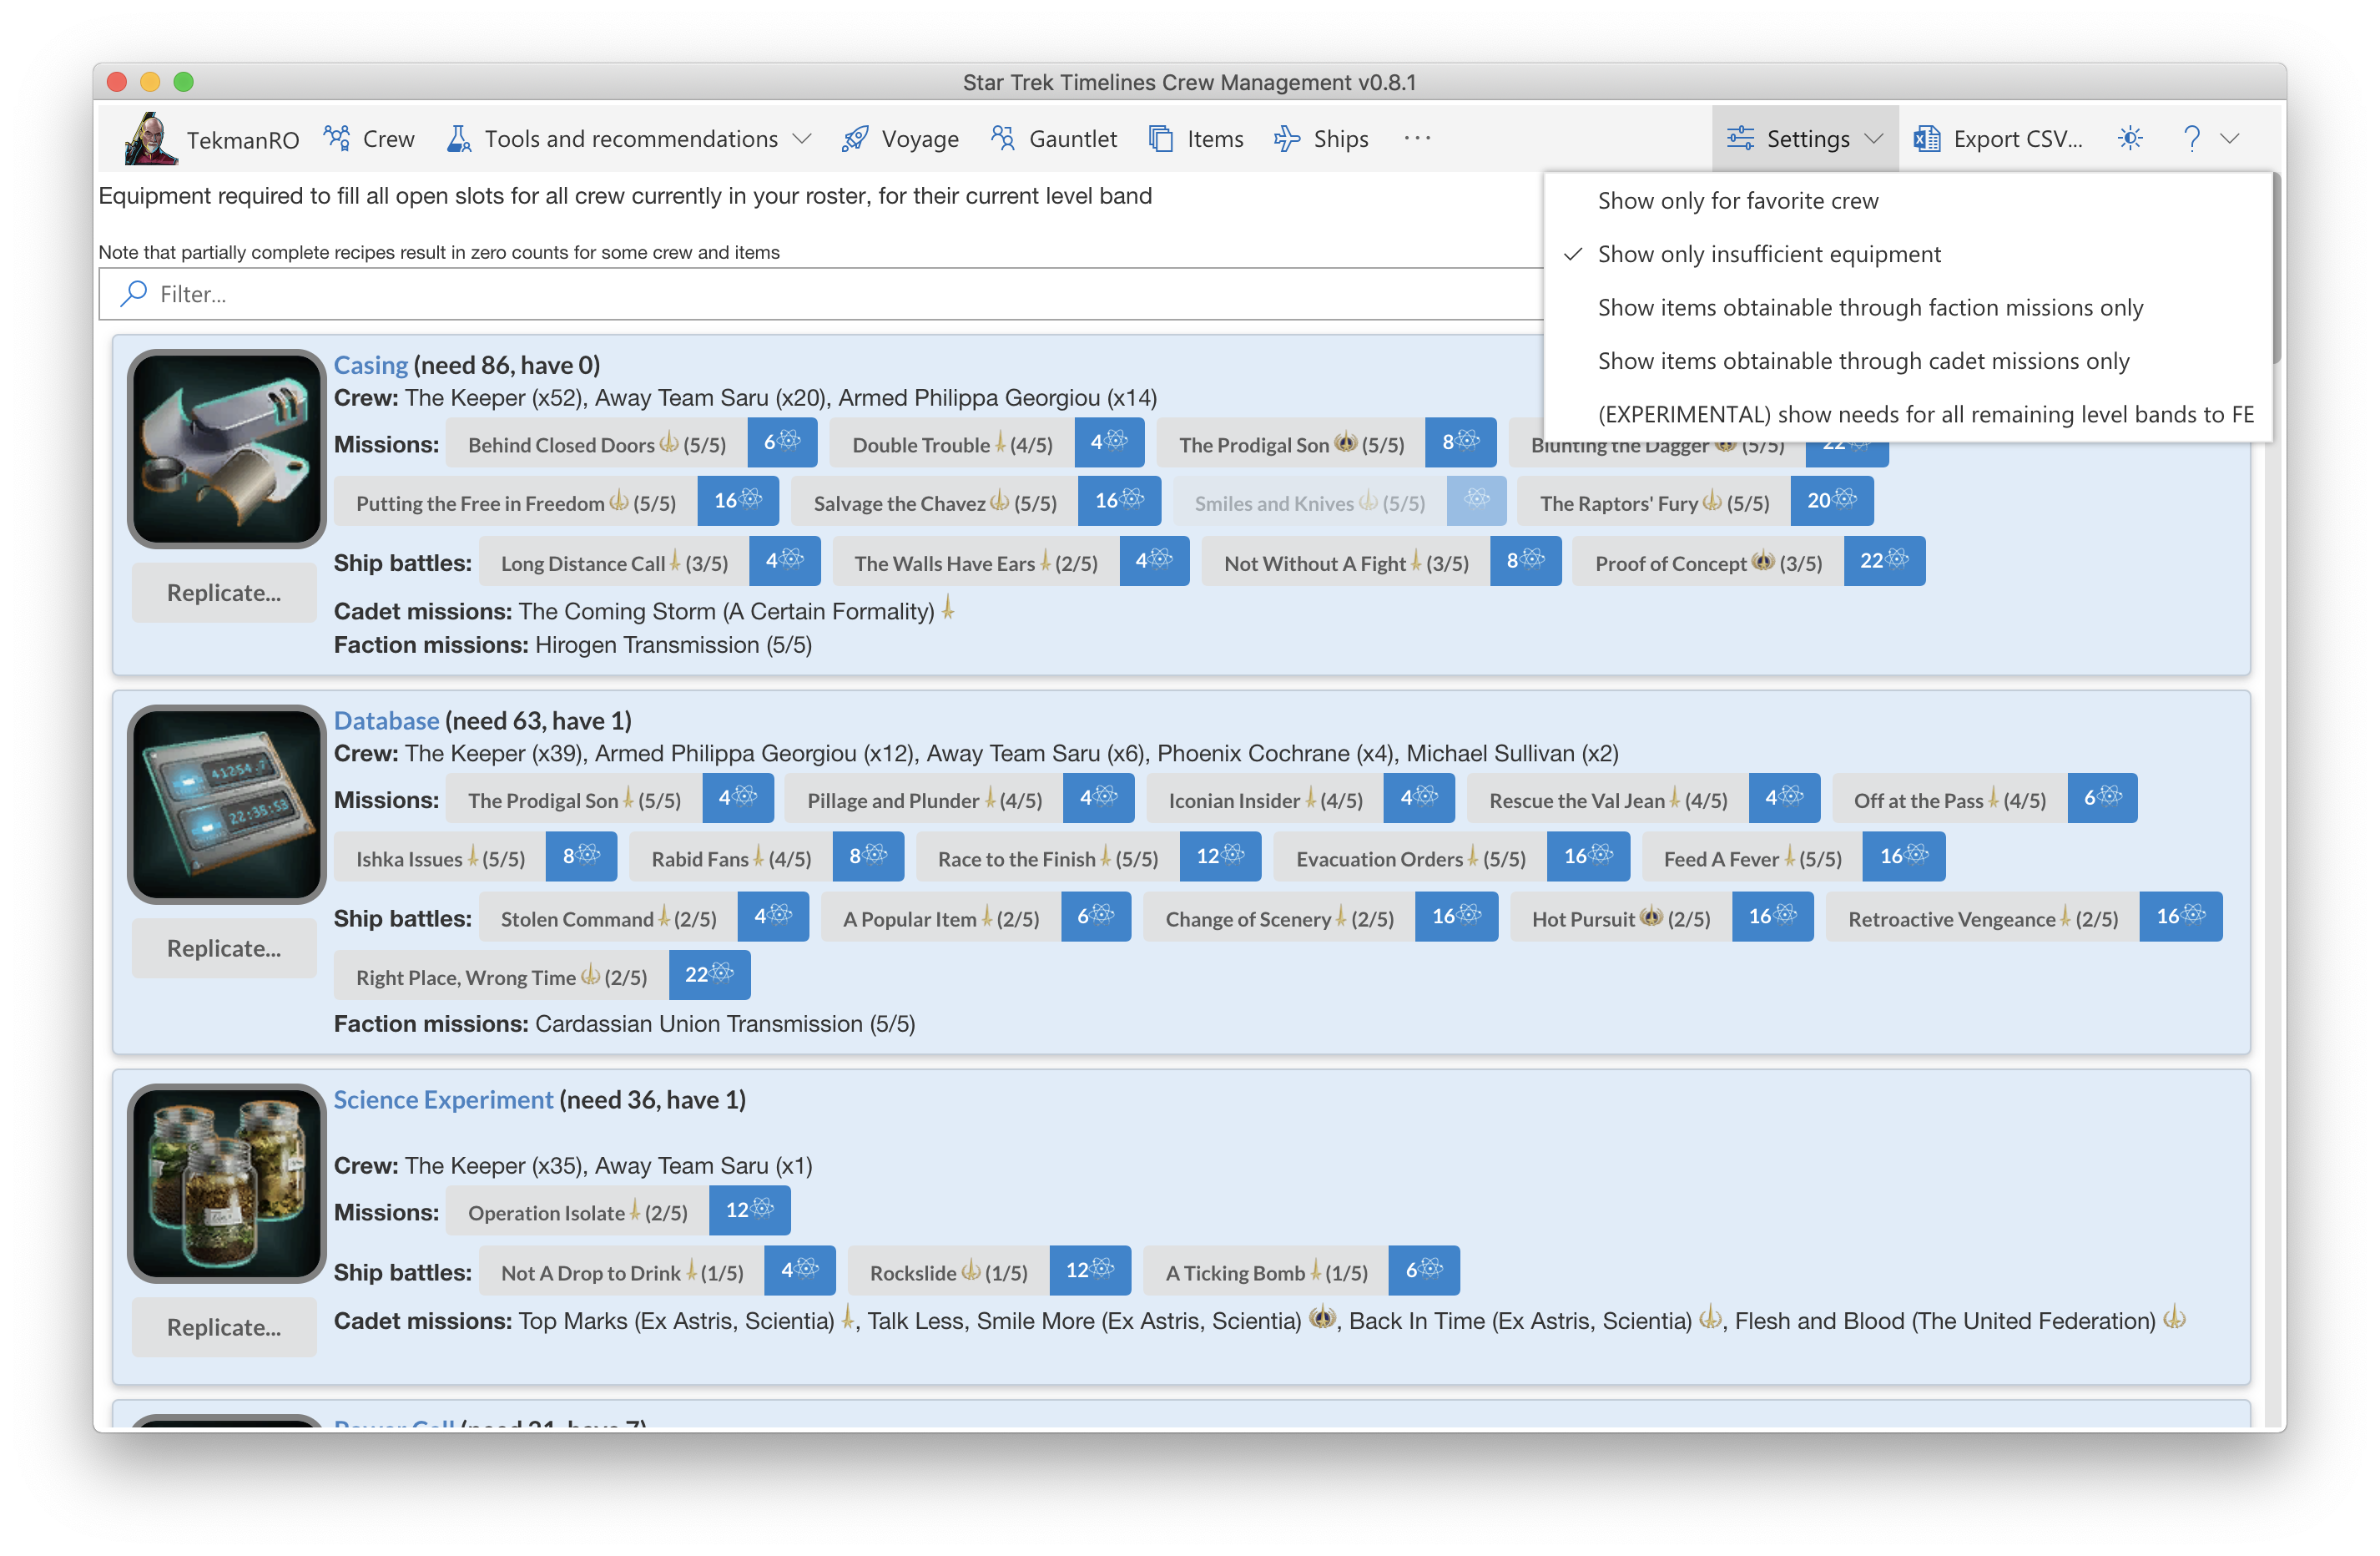 Star Trek Timelines Crew Management v0.8.1
TekmanRO Crew Tools and recommendations Voyage Gauntlet Items Ships ... Settings Export CSV... ?
Equipment required to fill all open slots for all crew currently in your roster, for their current level band
Note that partially complete recipes result in zero counts for some crew and items
Filter...
Show only for favorite crew
Show only insufficient equipment
Show items obtainable through faction missions only
Show items obtainable through cadet missions only
(EXPERIMENTAL) show needs for all remaining level bands to FE
Casing (need 86, have 0)
Crew: The Keeper (x52), Away Team Saru (x20), Armed Philippa Georgiou (x14)
Missions: Behind Closed Doors (5/5) 6 Double Trouble (4/5) 4 The Prodigal Son (5/5) 8 Blunting the Dagger (5/5) 22
Putting the Free in Freedom (5/5) 16 Salvage the Chavez (5/5) 16 Smiles and Knives (5/5) The Raptors' Fury (5/5) 20
Ship battles: Long Distance Call (3/5) 4 The Walls Have Ears (2/5) 4 Not Without A Fight (3/5) 8 Proof of Concept (3/5) 22
Replicate...
Cadet missions: The Coming Storm (A Certain Formality)
Faction missions: Hirogen Transmission (5/5)
Database (need 63, have 1)
Crew: The Keeper (x39), Armed Philippa Georgiou (x12), Away Team Saru (x6), Phoenix Cochrane (x4), Michael Sullivan (x2)
41254.7
22:35:53
Missions: The Prodigal Son (5/5) 4 Pillage and Plunder (4/5) 4 Iconian Insider (4/5) 4 Rescue the Val Jean (4/5) 4 Off at the Pass (4/5) 6
Ishka Issues (5/5) 8 Rabid Fans (4/5) 8 Race to the Finish (5/5) 12 Evacuation Orders (5/5) 16 Feed A Fever (5/5) 16
Ship battles: Stolen Command (2/5) 4 A Popular Item (2/5) 6 Change of Scenery (2/5) 16 Hot Pursuit (2/5) 16 Retroactive Vengeance (2/5) 16
Replicate...
Right Place, Wrong Time (2/5) 22
Faction missions: Cardassian Union Transmission (5/5)
Science Experiment (need 36, have 1)
Crew: The Keeper (x35), Away Team Saru (x1)
Missions: Operation Isolate (2/5) 12
Ship battles: Not A Drop to Drink (1/5) 4 Rockslide (1/5) 12 A Ticking Bomb (1/5) 6
Replicate...
Cadet missions: Top Marks (Ex Astris, Scientia) , Talk Less, Smile More (Ex Astris, Scientia) , Back In Time (Ex Astris, Scientia) , Flesh and Blood (The United Federation)
Power Cell (need 21, have 7)